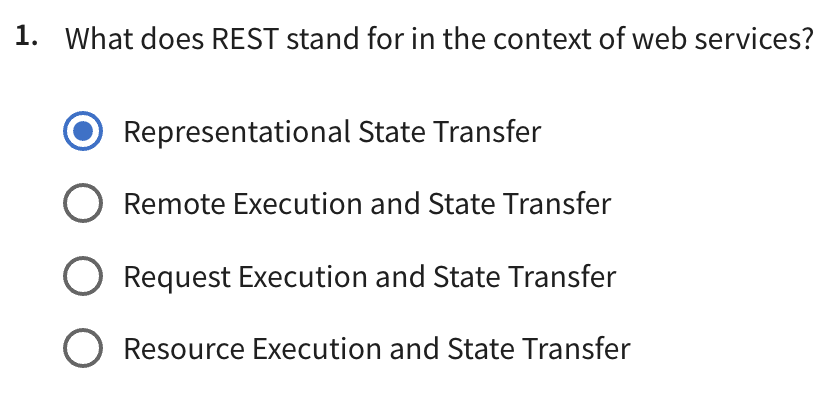 1. What does REST stand for in the context of web services?
Representational State Transfer
Remote Execution and State Transfer
Request Execution and State Transfer
Resource Execution and State Transfer